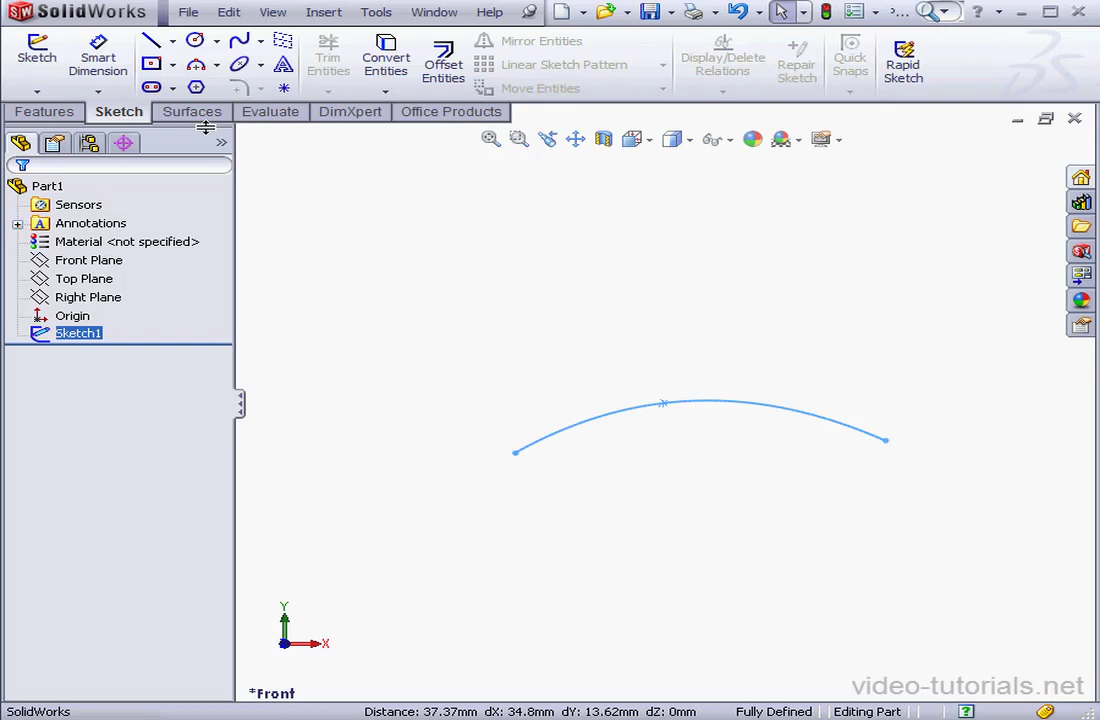 SolidWorks File Edit View Insert Tools Window Help
Sketch Smart Dimension Trim Entities Convert Entities Offset Entities Mirror Entities Linear Sketch Pattern Move Entities Display/Delete Relations Repair Sketch Quick Snaps Rapid Sketch
Features Sketch Surfaces Evaluate DimXpert Office Products
Part1
Sensors
Annotations
Material <not specified>
Front Plane
Top Plane
Right Plane
Origin
Sketch1
Y
X
*Front
video-tutorials.net
SolidWorks Distance: 37.37mm dX: 34.8mm dY: 13.62mm dZ: 0mm Fully Defined Editing Part